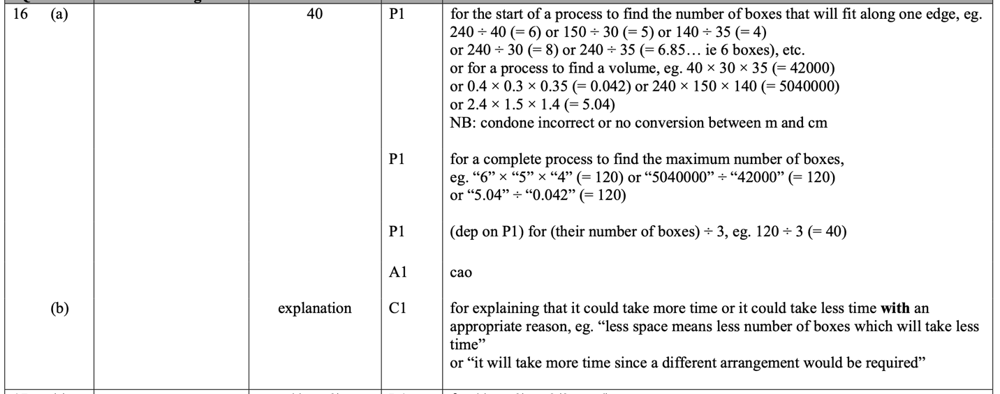 16 (a) 40 P1 for the start of a process to find the number of boxes that will fit along one edge, eg.
240 ÷ 40 (= 6) or 150 ÷ 30 (= 5) or 140 ÷ 35 (= 4)
or 240 ÷ 30 (= 8) or 240 ÷ 35 (= 6.85… ie 6 boxes), etc.
or for a process to find a volume, eg. 40 × 30 × 35 (= 42000)
or 0.4 × 0.3 × 0.35 (= 0.042) or 240 × 150 × 140 (= 5040000)
or 2.4 × 1.5 × 1.4 (= 5.04)
NB: condone incorrect or no conversion between m and cm
P1 for a complete process to find the maximum number of boxes,
eg. “6” × “5” × “4” (= 120) or “5040000” ÷ “42000” (= 120)
or “5.04” ÷ “0.042” (= 120)
P1 (dep on P1) for (their number of boxes) ÷ 3, eg. 120 ÷ 3 (= 40)
A1 cao
(b) explanation C1 for explaining that it could take more time or it could take less time with an
appropriate reason, eg. “less space means less number of boxes which will take less
time”
or “it will take more time since a different arrangement would be required”